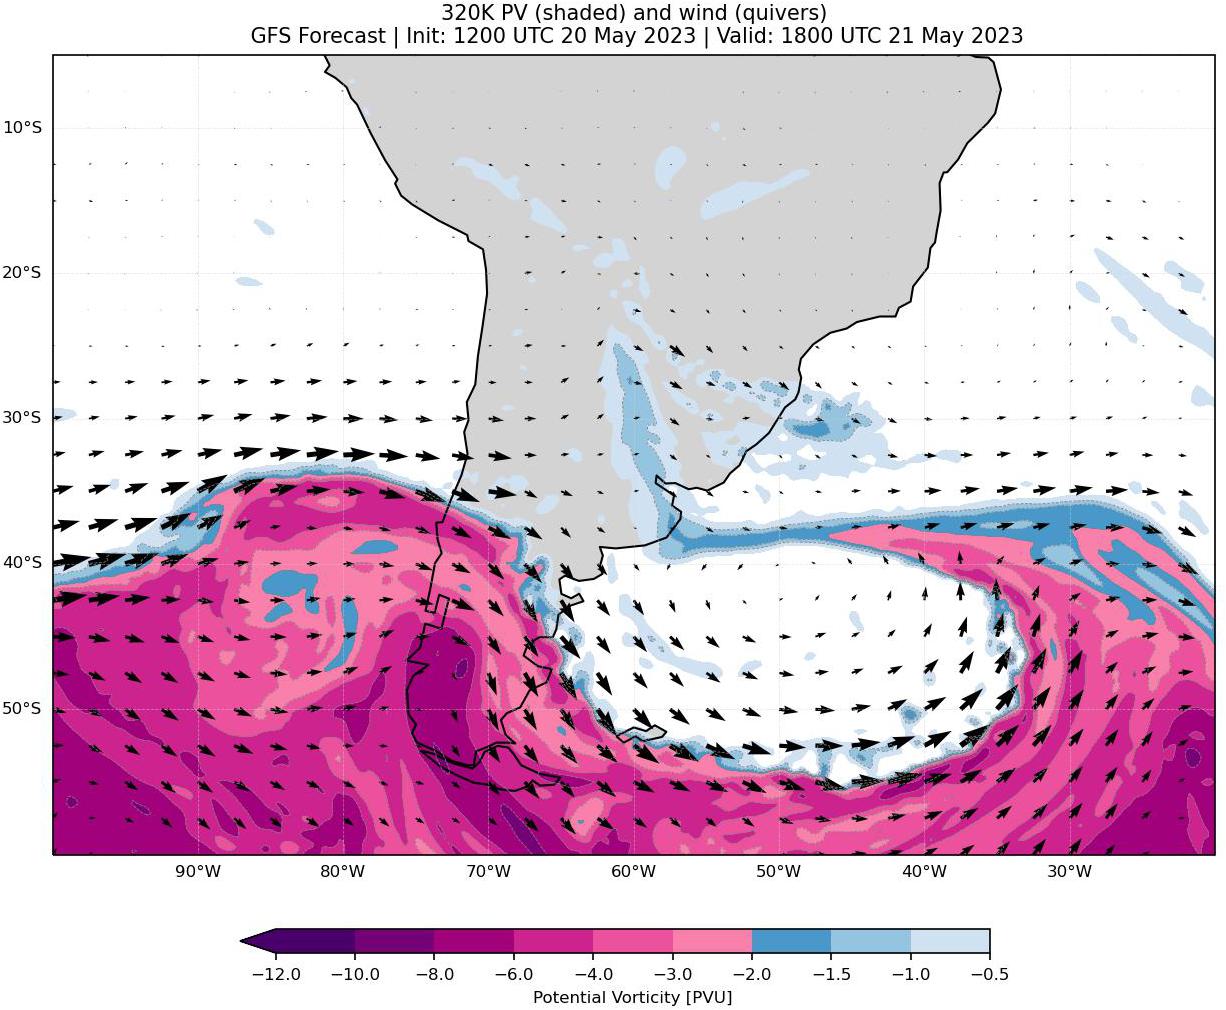 320K PV (shaded) and wind (quivers)
GFS Forecast | Init: 1200 UTC 20 May 2023 | Valid: 1800 UTC 21 May 2023
10°S
20°S
30°S
40°S
50°S
90°W 80°W 70°W 60°W 50°W 40°W 30°W
−12.0 −10.0 −8.0 −6.0 −4.0 −3.0 −2.0 −1.5 −1.0 −0.5
Potential Vorticity [PVU]